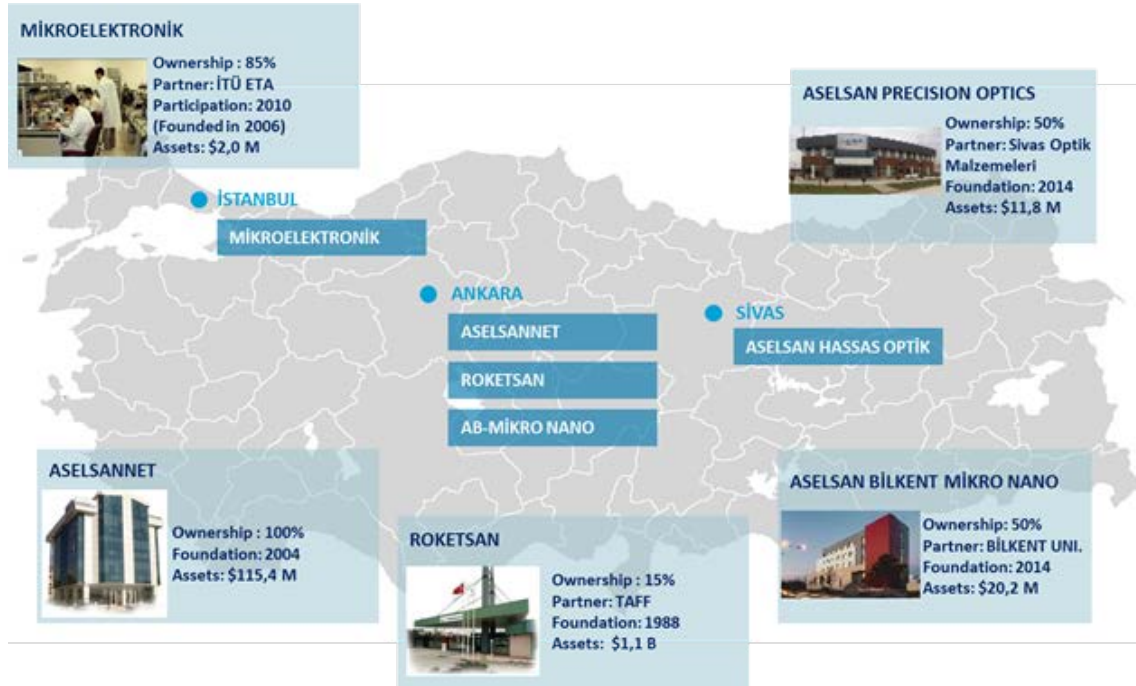 MİKROELEKTRONİK
Ownership : 85%
Partner: İTÜ ETA
Participation: 2010
(Founded in 2006)
Assets: $2,0 M
ASELSAN PRECISION OPTICS
Ownership: 50%
Partner: Sivas Optik
Malzemeleri
Foundation: 2014
Assets: $11,8 M
İSTANBUL
MİKROELEKTRONİK
ANKARA
ASELSANNET
ROKETSAN
AB-MİKRO NANO
SİVAS
ASELSAN HASSAS OPTİK
ASELSANNET
Ownership : 100%
Foundation: 2004
Assets: $115,4 M
ROKETSAN
Ownership : 15%
Partner: TAFF
Foundation: 1988
Assets: $1,1 B
ASELSAN BİLKENT MİKRO NANO
Ownership: 50%
Partner: BİLKENT UNI.
Foundation: 2014
Assets: $20,2 M